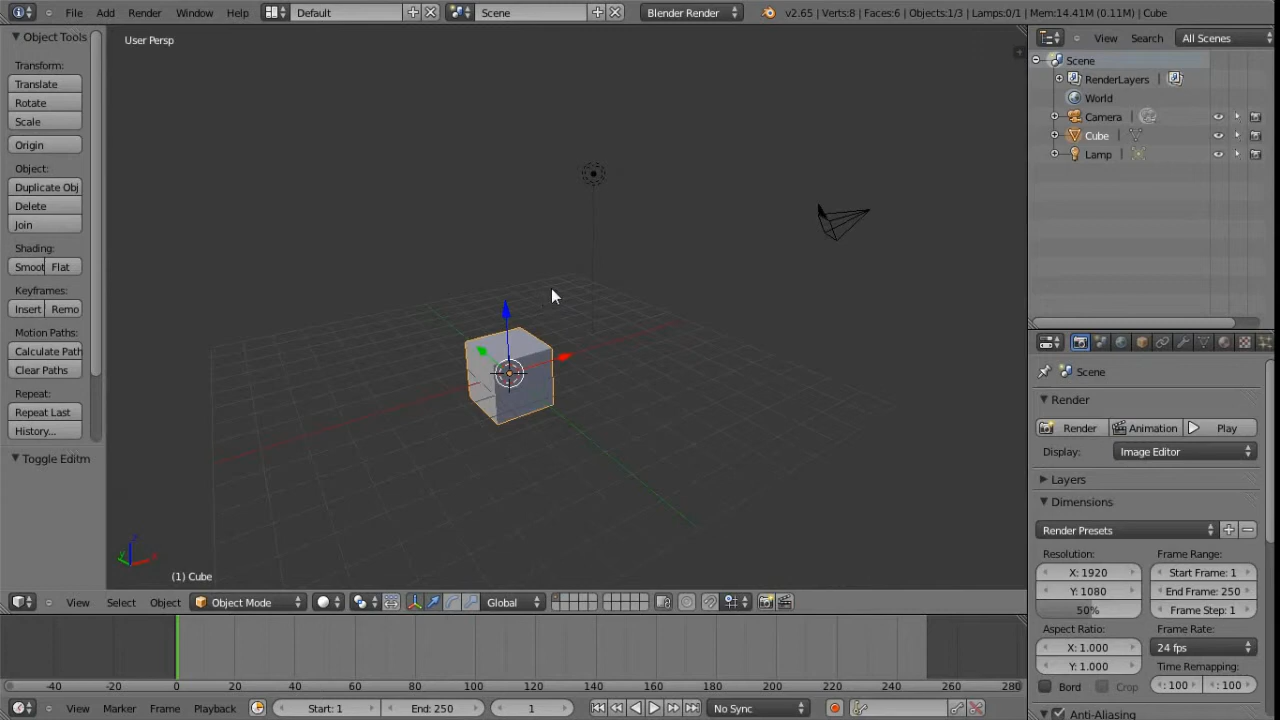 File Add Render Window Help Default Scene Blender Render v2.65 | Verts:8 | Faces:6 | Objects:1/3 | Lamps:0/1 | Mem:14.41M (0.11M) | Cube
Object Tools
Transform:
Translate
Rotate
Scale
Origin
Object:
Duplicate Obj
Delete
Join
Shading:
Smoot Flat
Keyframes:
Insert Remo
Motion Paths:
Calculate Path
Clear Paths
Repeat:
Repeat Last
History...
Toggle Editm
User Persp
(1) Cube
View Select Object Object Mode Global
View Search All Scenes
Scene
RenderLayers
World
Camera
Cube
Lamp
Scene
Render
Render Animation Play
Display: Image Editor
Layers
Dimensions
Render Presets
Resolution: Frame Range:
X: 1920 Start Frame: 1
Y: 1080 End Frame: 250
50% Frame Step: 1
Aspect Ratio: Frame Rate:
X: 1.000 24 fps
Y: 1.000 Time Remapping:
Bord Crop : 100 : 100
Anti-Aliasing
-40 -20 0 20 40 60 80 100 120 140 160 180 200 220 240 260 280
View Marker Frame Playback Start: 1 End: 250 1 No Sync